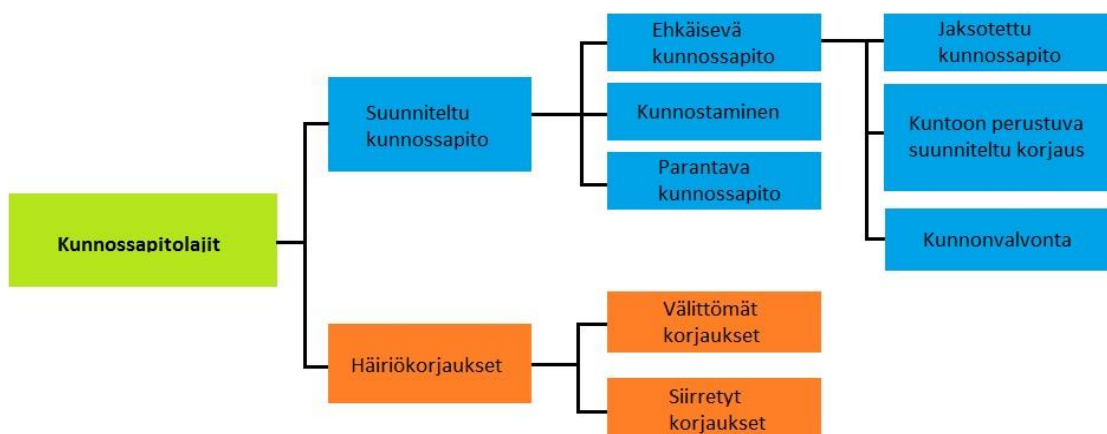 Kunnossapitolajit
Suunniteltu
kunnossapito
Ehkäisevä
kunnossapito
Kunnostaminen
Parantava
kunnossapito
Jaksotettu
kunnossapito
Kuntoon perustuva
suunniteltu korjaus
Kunnonvalvonta
Häiriökorjaukset
Välittömät
korjaukset
Siirretyt
korjaukset